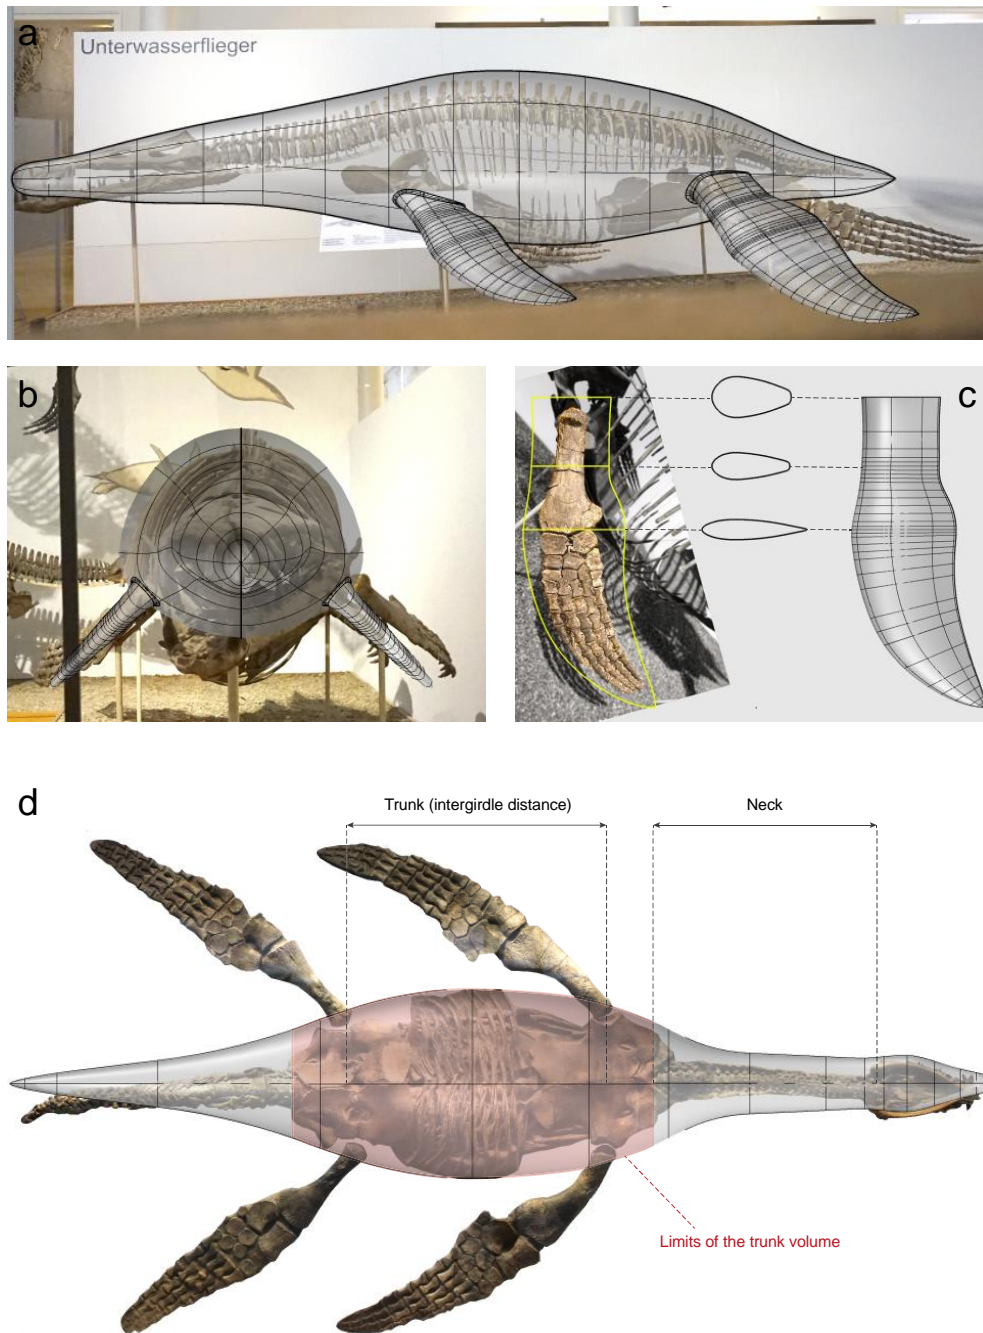 a
Unterwasserflieger
b
c
d
Trunk (intergirdle distance)
Neck
Limits of the trunk volume